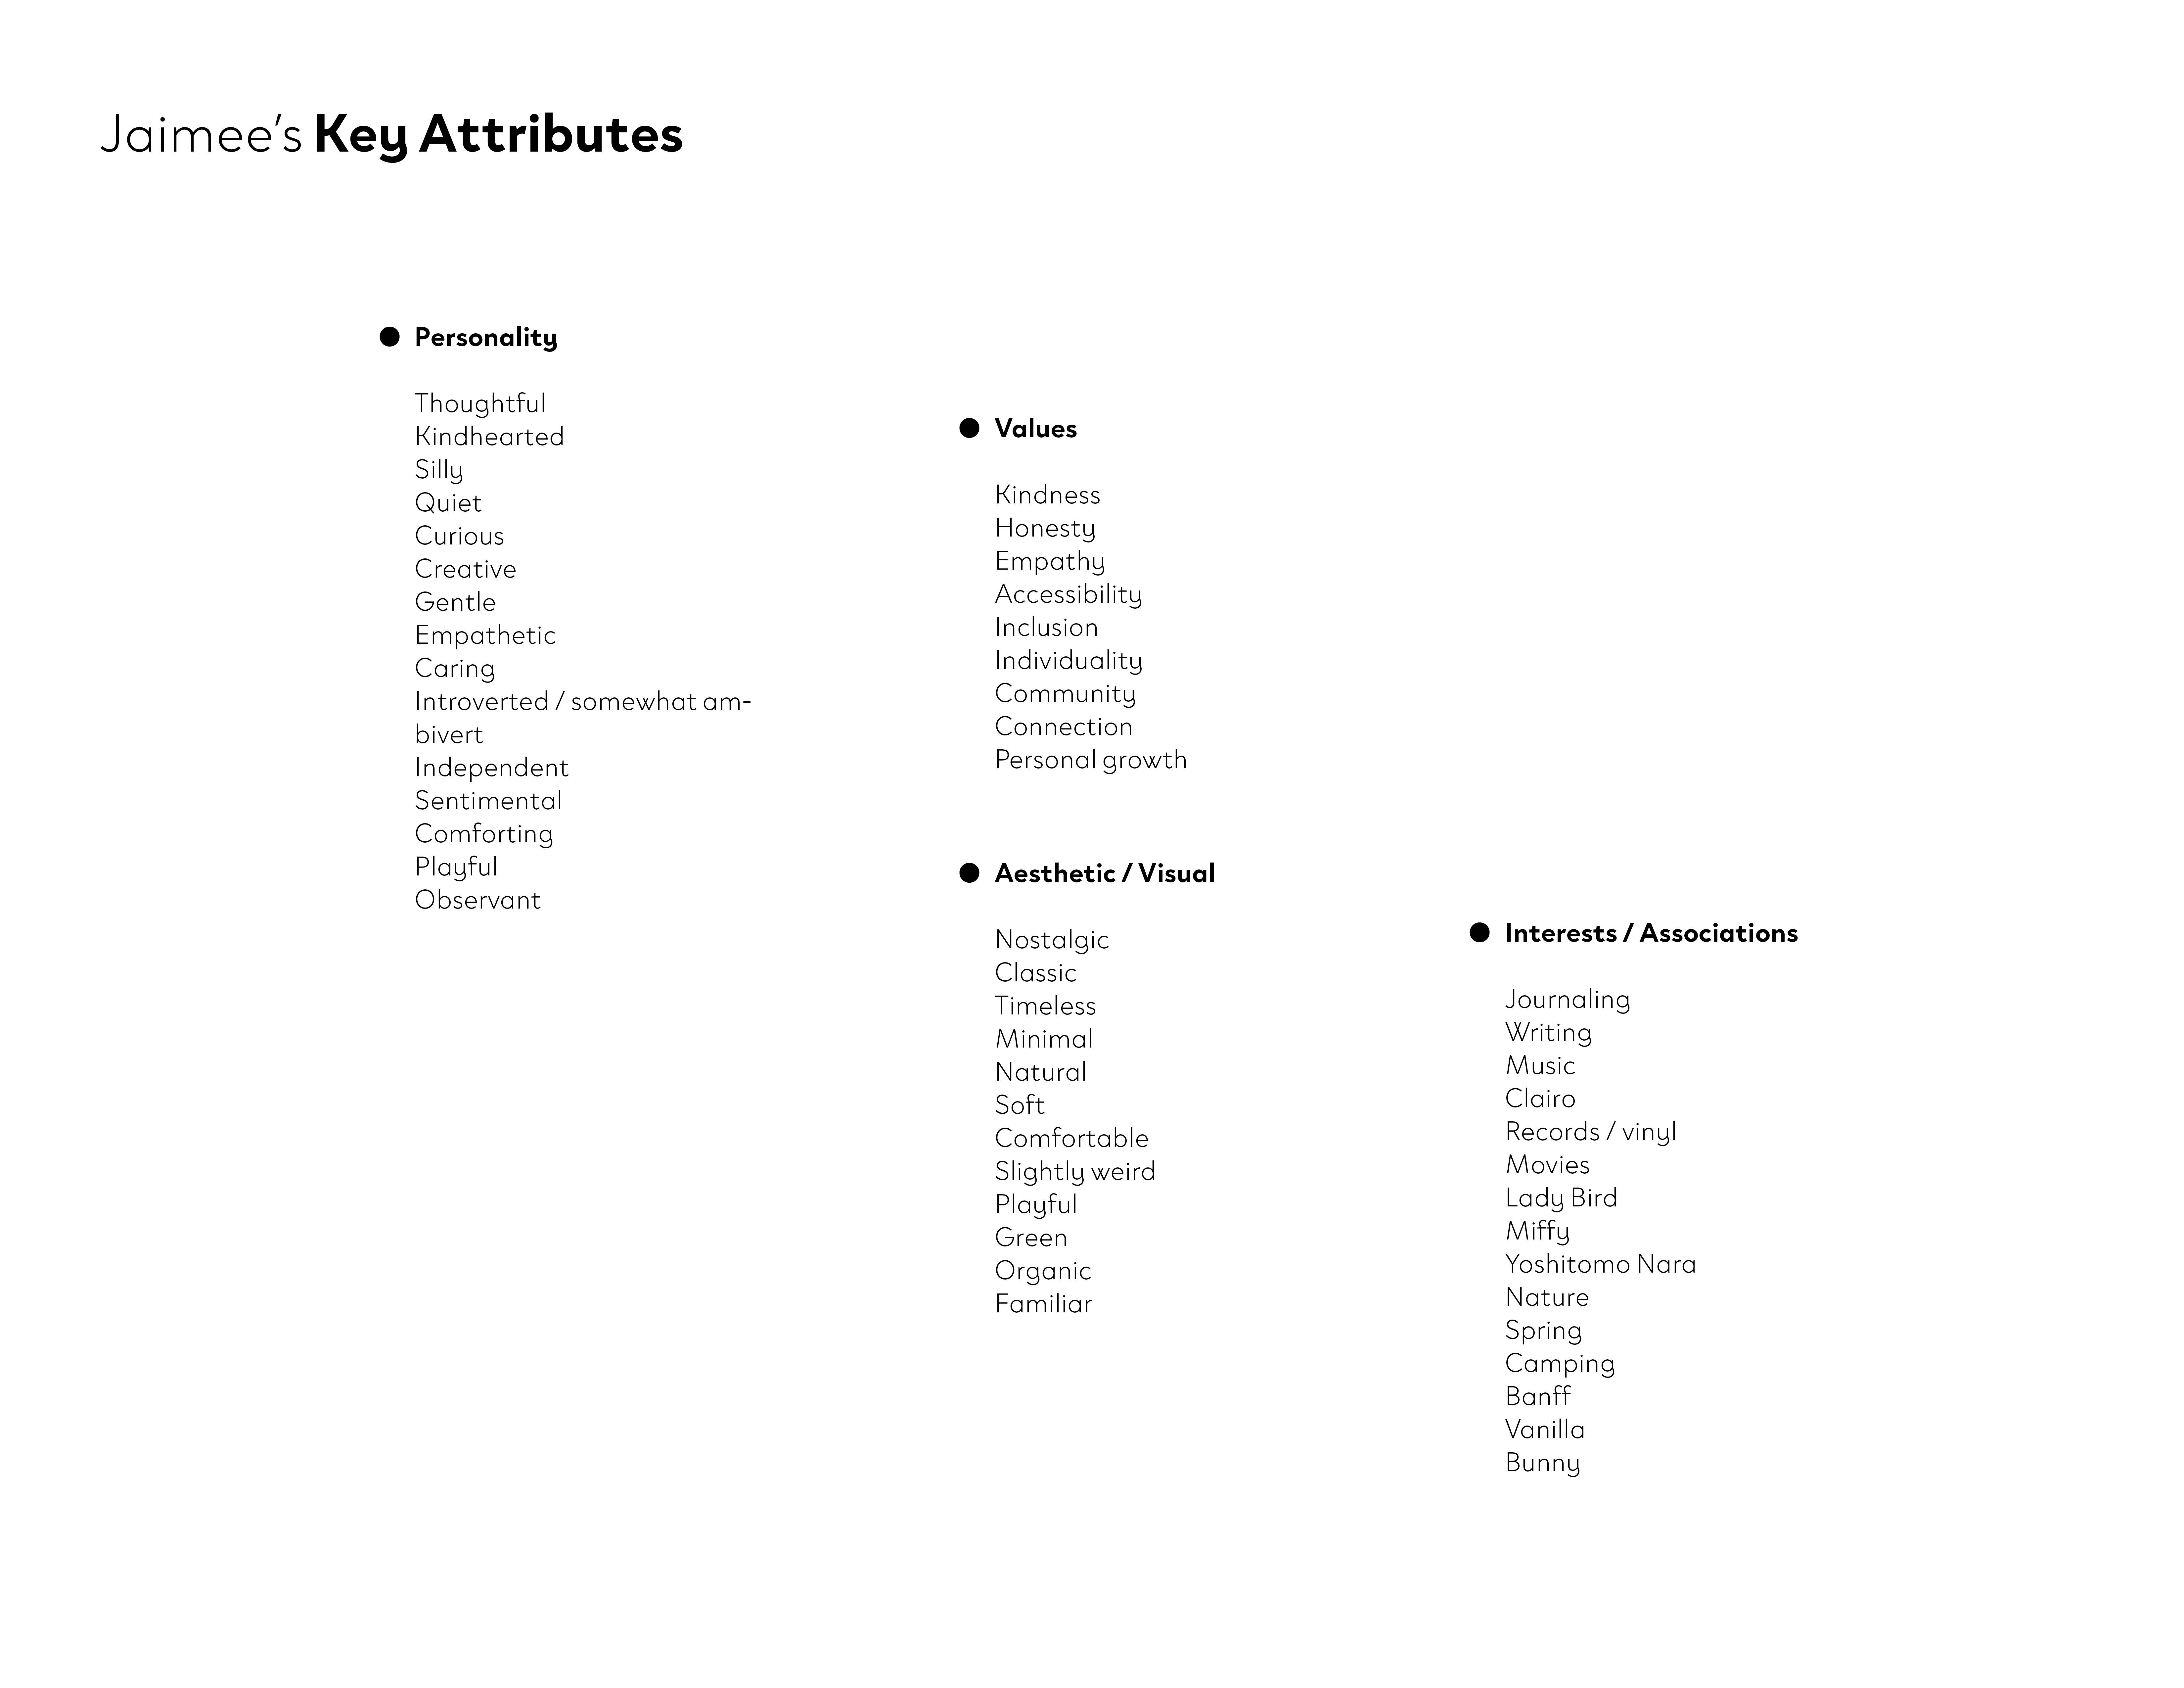 Jaimee’s Key Attributes
Personality
Thoughtful
Kindhearted
Silly
Quiet
Curious
Creative
Gentle
Empathetic
Caring
Introverted / somewhat am-
bivert
Independent
Sentimental
Comforting
Playful
Observant
Values
Kindness
Honesty
Empathy
Accessibility
Inclusion
Individuality
Community
Connection
Personal growth
Aesthetic / Visual
Nostalgic
Classic
Timeless
Minimal
Natural
Soft
Comfortable
Slightly weird
Playful
Green
Organic
Familiar
Interests / Associations
Journaling
Writing
Music
Clairo
Records / vinyl
Movies
Lady Bird
Miffy
Yoshitomo Nara
Nature
Spring
Camping
Banff
Vanilla
Bunny